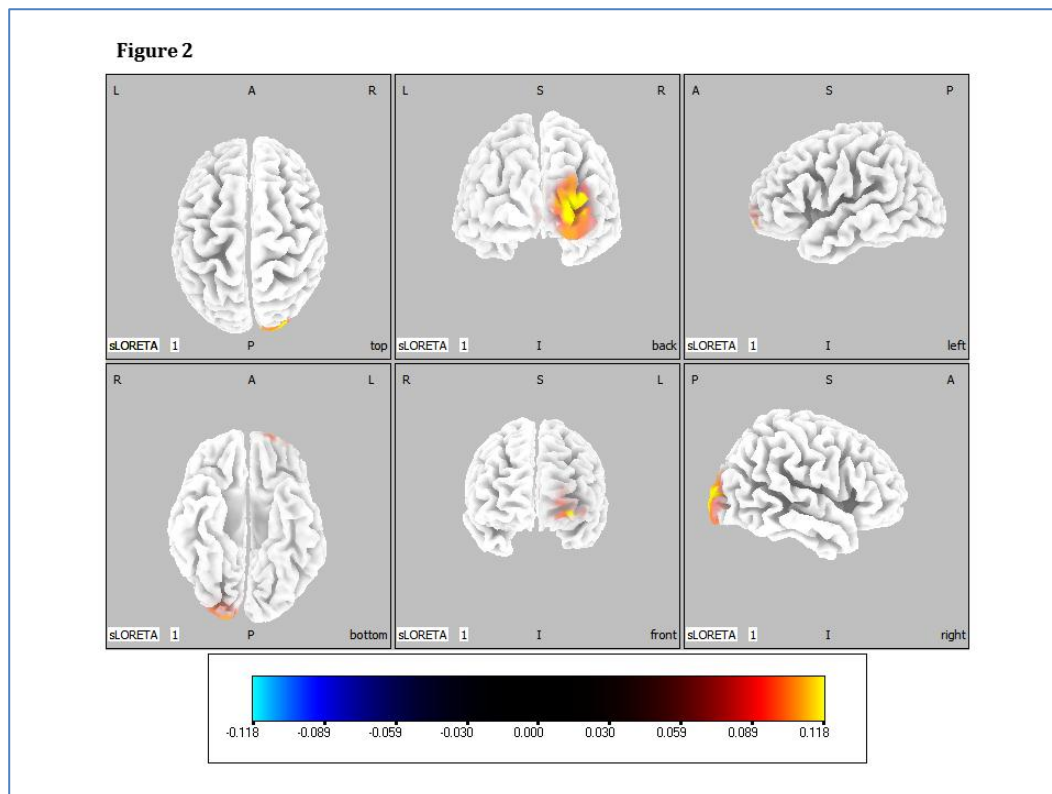 Figure 2
L A R
sLORETA 1 P top
L S R
sLORETA 1 I back
A S P
sLORETA 1 I left
R A L
sLORETA 1 P bottom
R S L
sLORETA 1 I front
P S A
sLORETA 1 I right
-0.118 -0.089 -0.059 -0.030 0.000 0.030 0.059 0.089 0.118